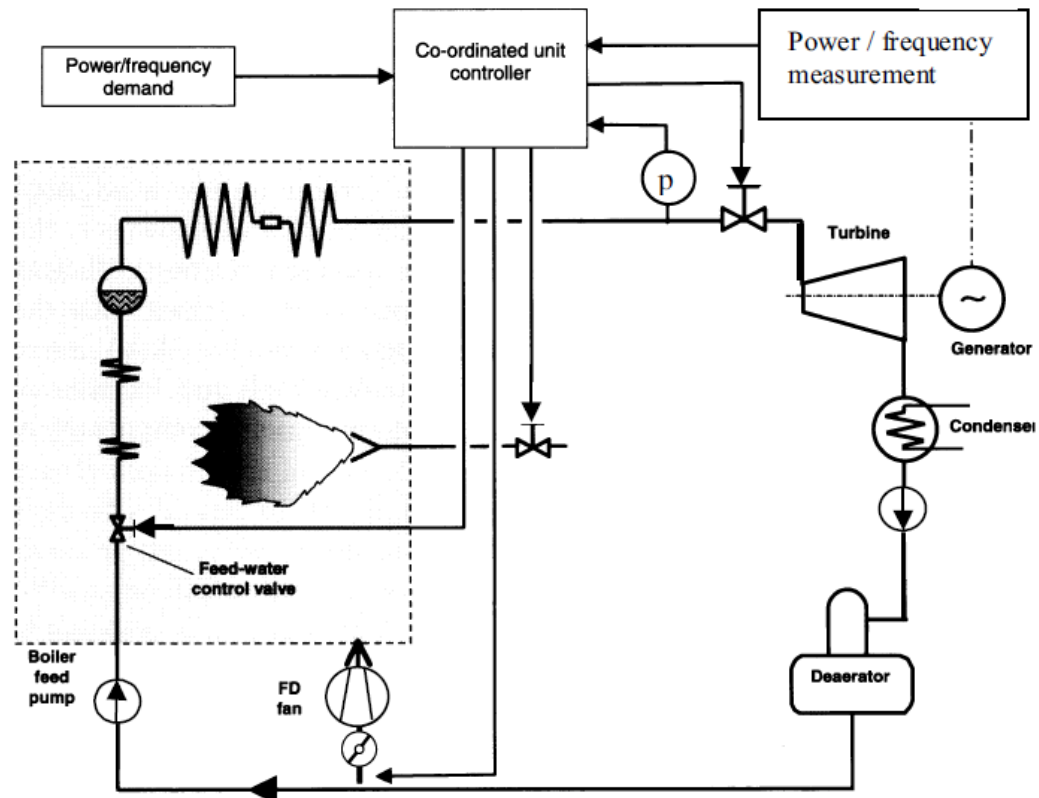 Power/frequency
demand
Co-ordinated unit
controller
Power / frequency
measurement
p
Turbine
~
Generator
Condenser
Feed-water
control valve
Boiler
feed
pump
FD
fan
Deaerator